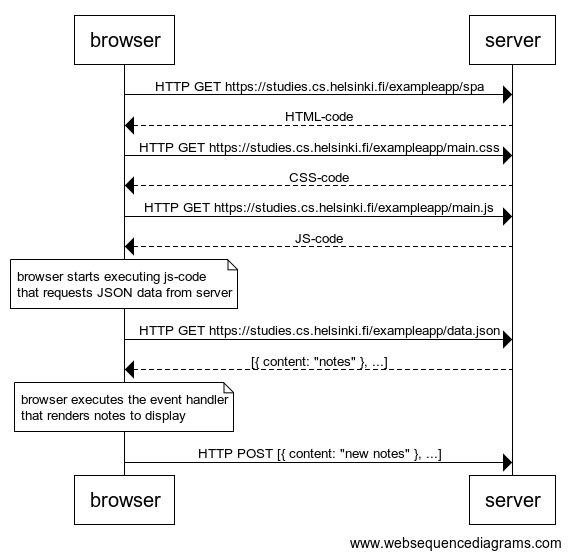 browser
server
HTTP GET https://studies.cs.helsinki.fi/exampleapp/spa
HTML-code
HTTP GET https://studies.cs.helsinki.fi/exampleapp/main.css
CSS-code
HTTP GET https://studies.cs.helsinki.fi/exampleapp/main.js
JS-code
browser starts executing js-code
that requests JSON data from server
HTTP GET https://studies.cs.helsinki.fi/exampleapp/data.json
[{ content: "notes" }, ...]
browser executes the event handler
that renders notes to display
HTTP POST [{ content: "new notes" }, ...]
browser
server
www.websequencediagrams.com